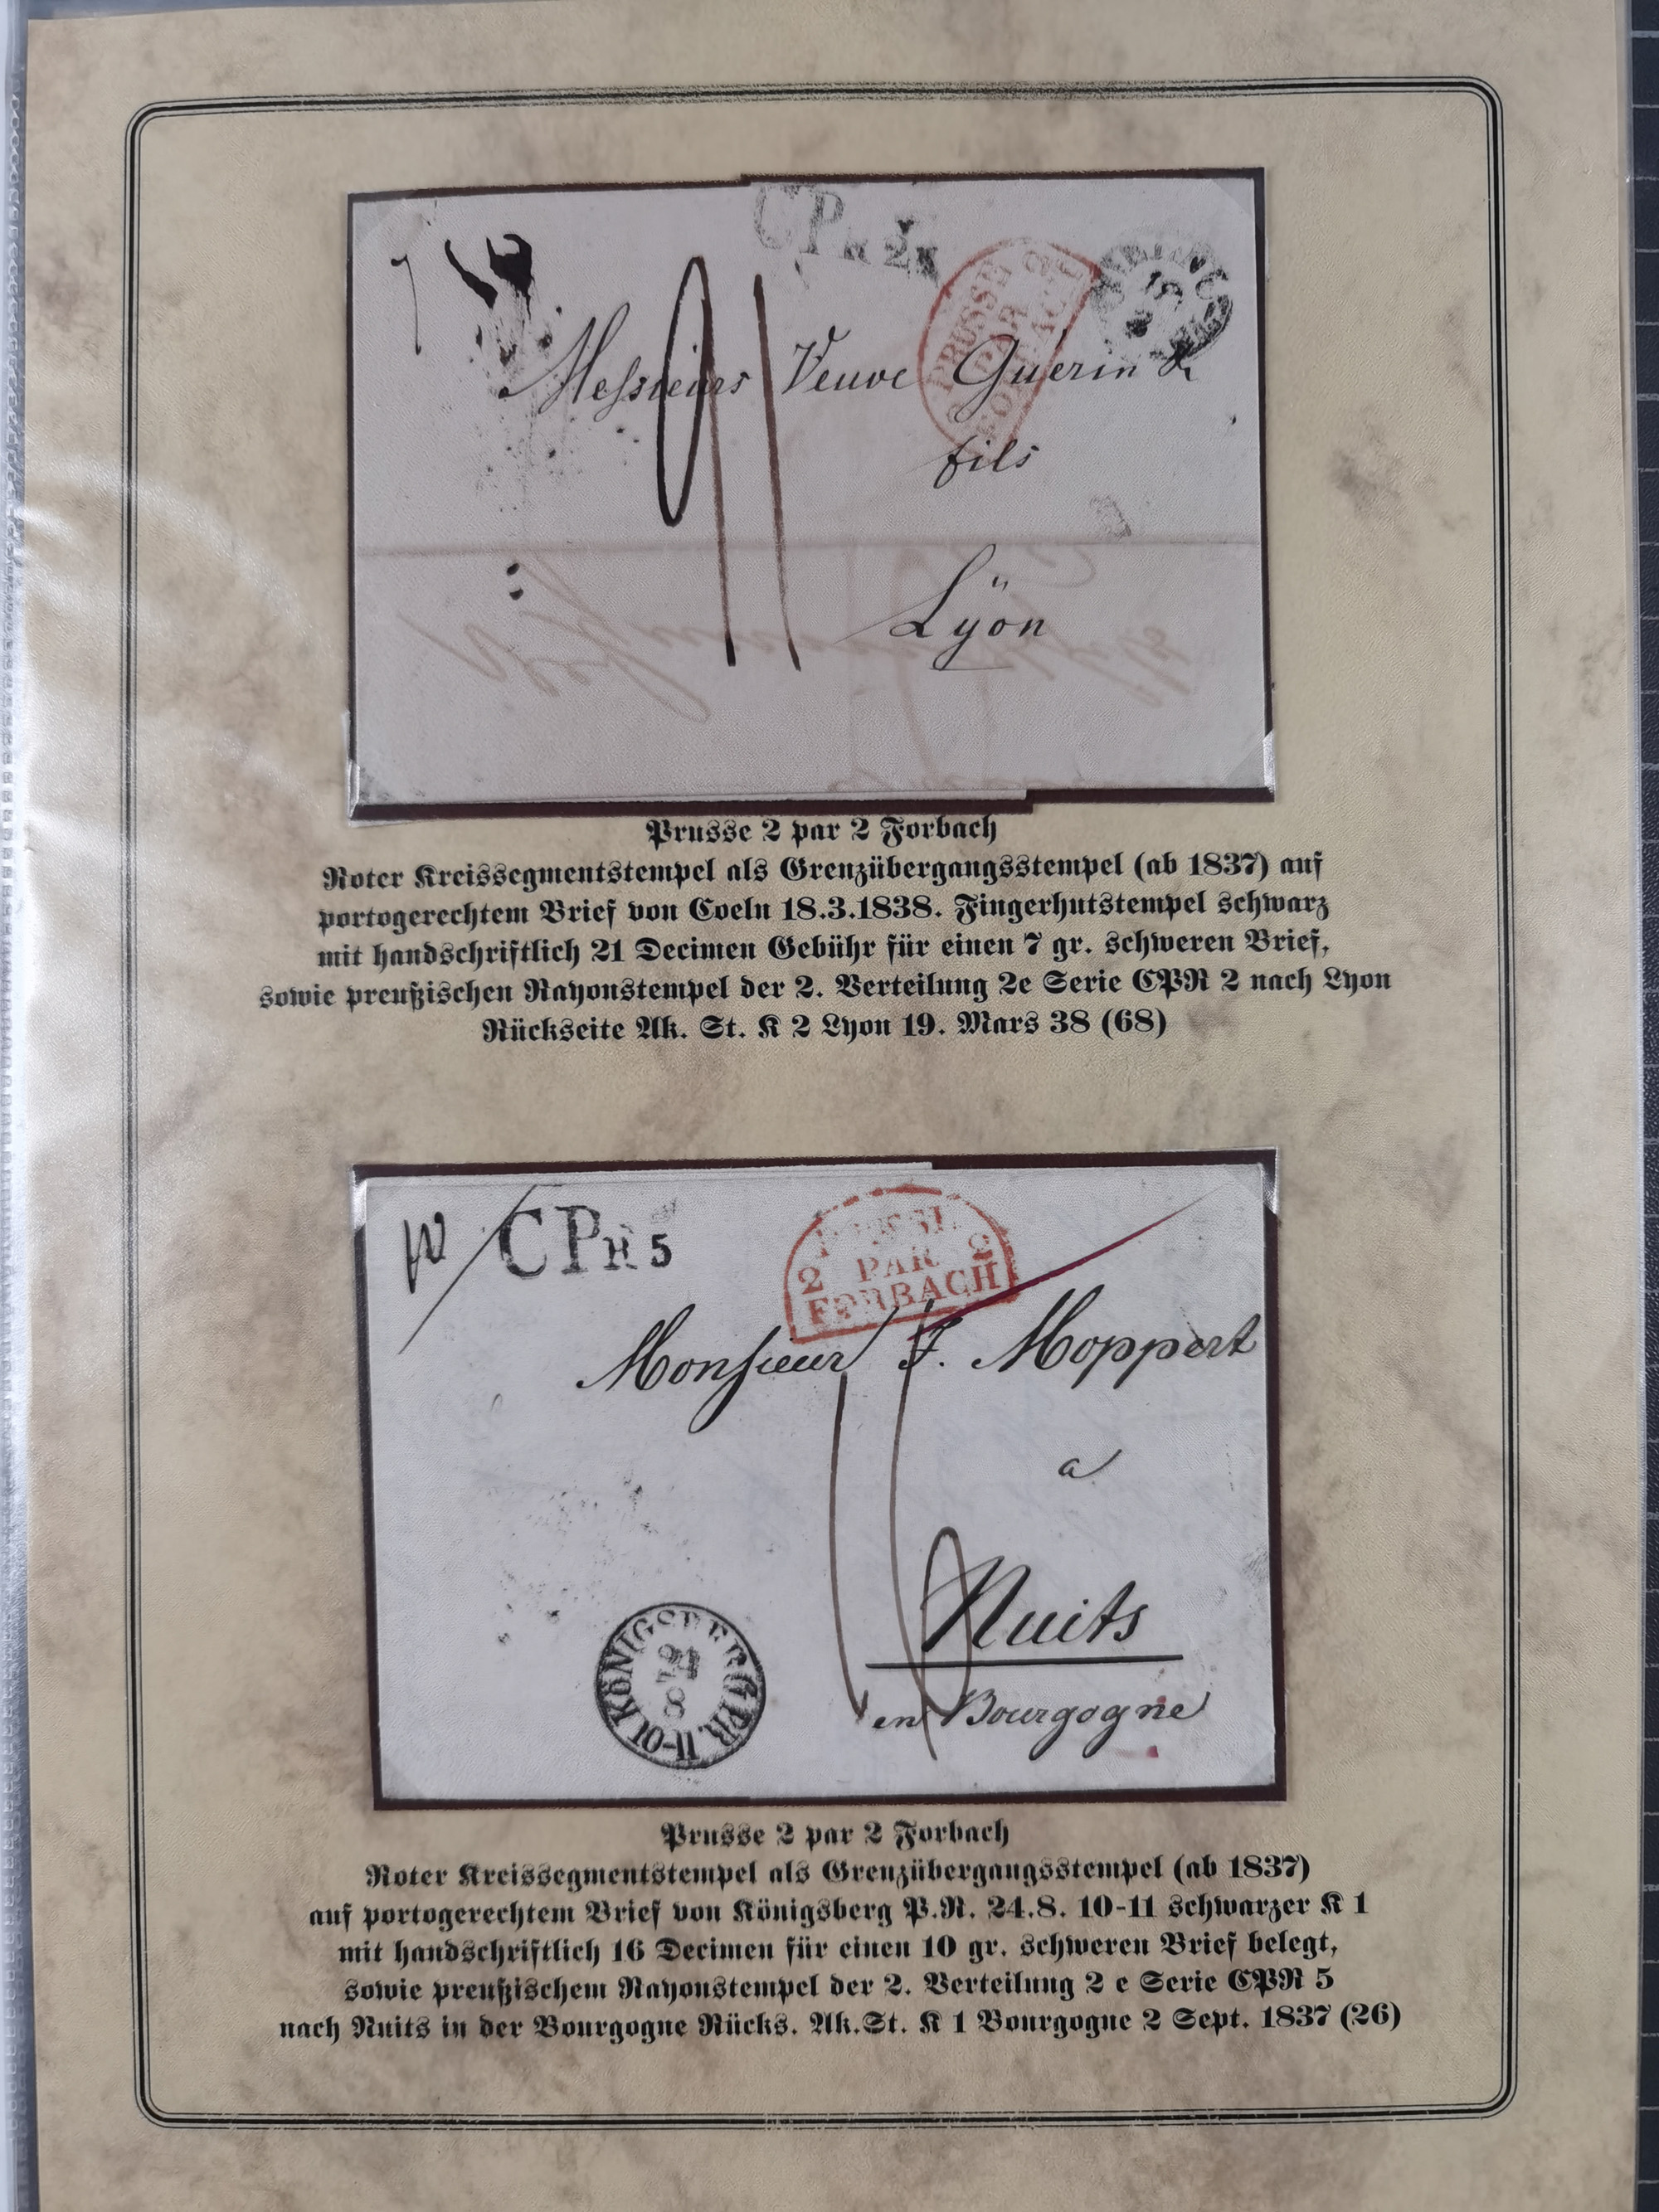 CPR 2
7
PRUSSE
PAR
Messieurs Veuve Guerin &
fils
Lÿon
Prusse 2 par 2 Forbach
Roter Kreissegmentstempel als Grenzübergangsstempel (ab 1837) auf
portogerechtem Brief von Coeln 18.3.1838. Fingerhutstempel schwarz
mit handschriftlich 21 Decimen Gebühr für einen 7 gr. schweren Brief,
sowie preußischen Rayonstempel der 2. Verteilung 2e Serie CPR 2 nach Lyon
Rückseite Ak. St. K 2 Lyon 19. Mars 38 (68)
10
CPR 5
2 PAR 2
FORBACH
Monsieur J. Moppert
a
Nuits
en Bourgogne
KÖNIGSBERG PR.
24
8
10-11
Prusse 2 par 2 Forbach
Roter Kreissegmentstempel als Grenzübergangsstempel (ab 1837)
auf portogerechtem Brief von Königsberg P.R. 24.8. 10-11 schwarzer K 1
mit handschriftlich 16 Decimen für einen 10 gr. schweren Brief belegt,
sowie preußischem Rayonstempel der 2. Verteilung 2 e Serie CPR 5
nach Nuits in der Bourgogne Rücks. Ak.St. K 1 Bourgogne 2 Sept. 1837 (26)